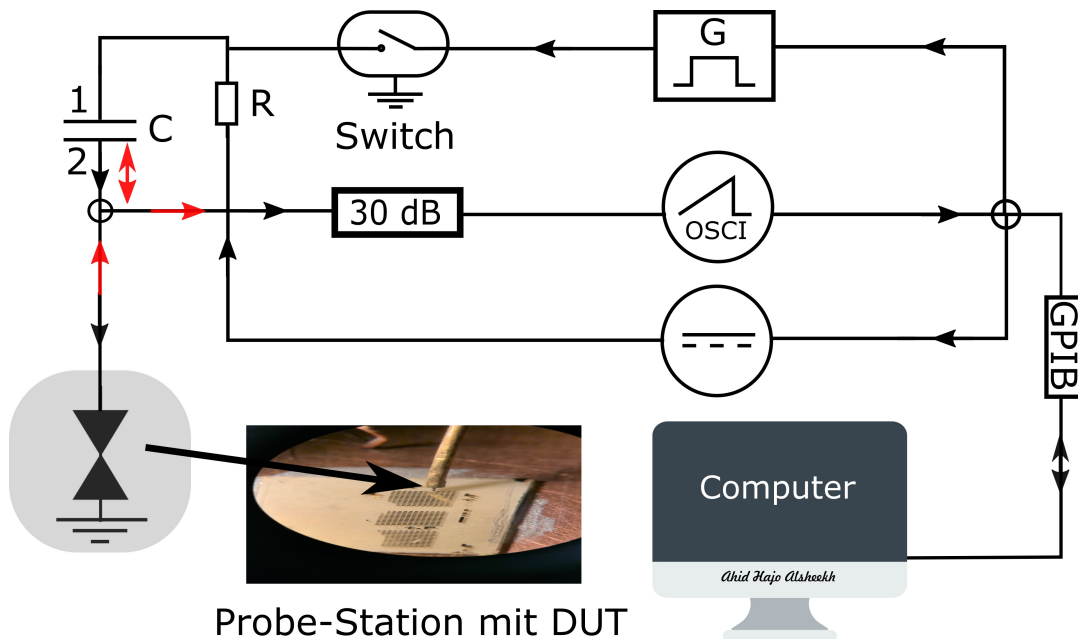 G
1
C
R
2
Switch
30 dB
OSCI
GPIB
Computer
Ahid Hajo Alsheekh
Probe-Station mit DUT